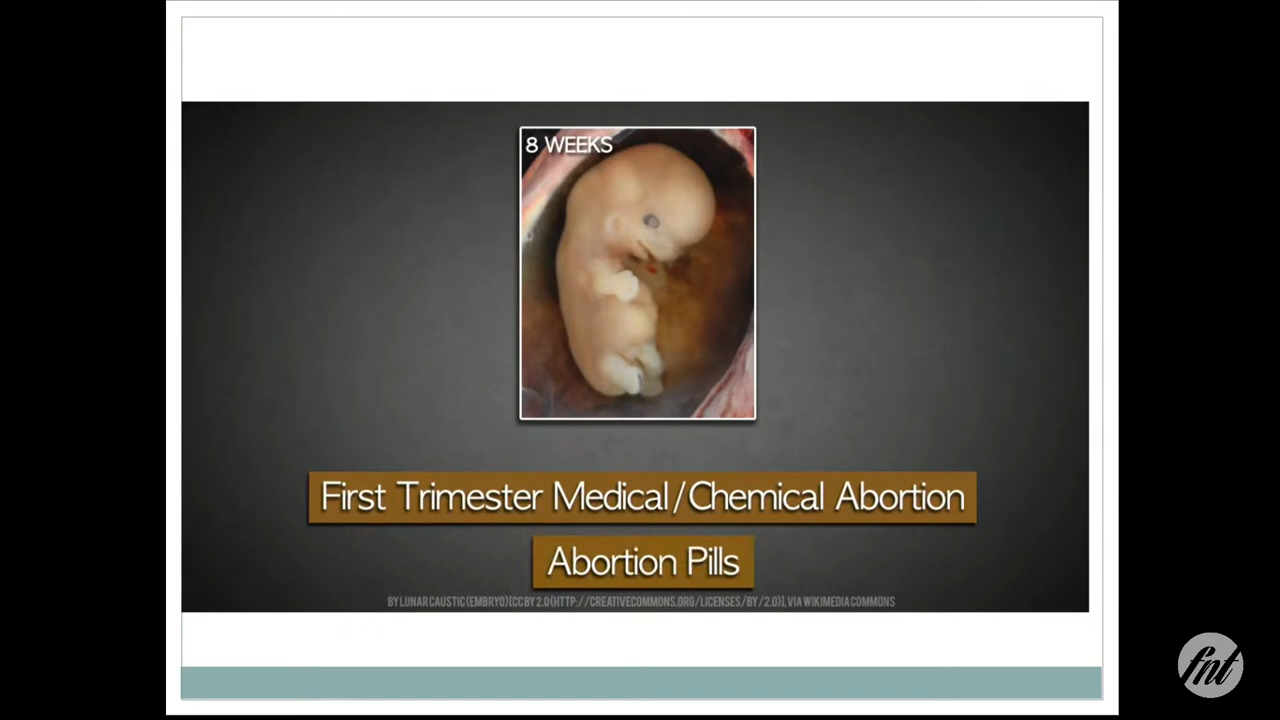 8 WEEKS
First Trimester Medical/Chemical Abortion
Abortion Pills
BY LUNAR CAUSTIC (EMBRYO) [CC BY 2.0 (HTTP://CREATIVECOMMONS.ORG/LICENSES/BY/2.0)], VIA WIKIMEDIA COMMONS
fnt